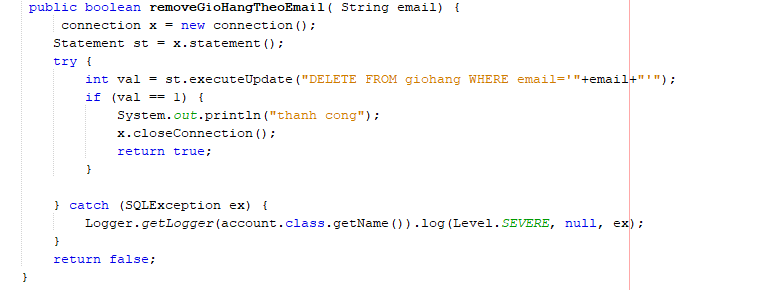 public boolean removeGioHangTheoEmail( String email) {
connection x = new connection();
Statement st = x.statement();
try {
int val = st.executeUpdate("DELETE FROM giohang WHERE email='"+email+"'");
if (val == 1) {
System.out.println("thanh cong");
x.closeConnection();
return true;
}
} catch (SQLException ex) {
Logger.getLogger(account.class.getName()).log(Level.SEVERE, null, ex);
}
return false;
}